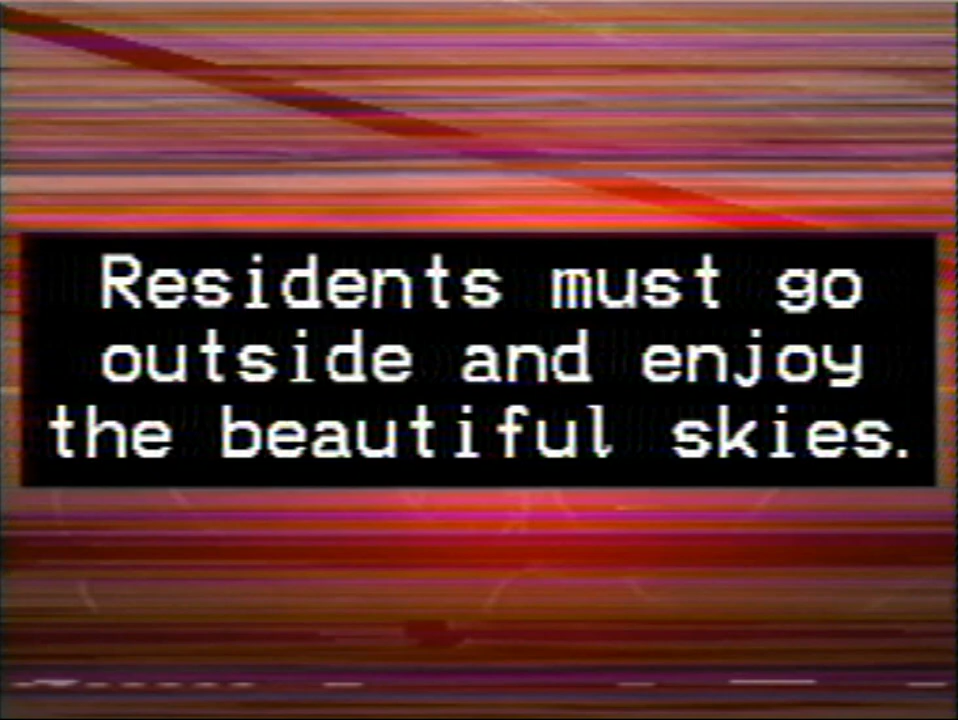 Residents must go
outside and enjoy
the beautiful skies.